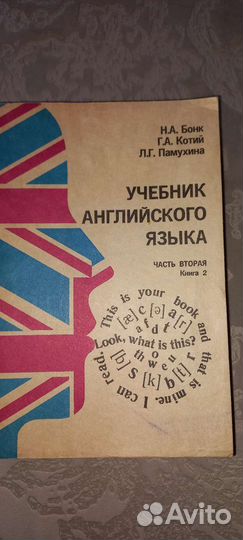 Н.А. Бонк
Г.А. Котий
Л.Г. Памухина
УЧЕБНИК
АНГЛИЙСКОГО
ЯЗЫКА
ЧАСТЬ ВТОРАЯ
Книга 2
This is your book and that is mine. I can read.
[æ] c [ə] a [r]
a f d t
Look, what is this?
o u
t h w e
[þ] S [k] b [t] r
Avito